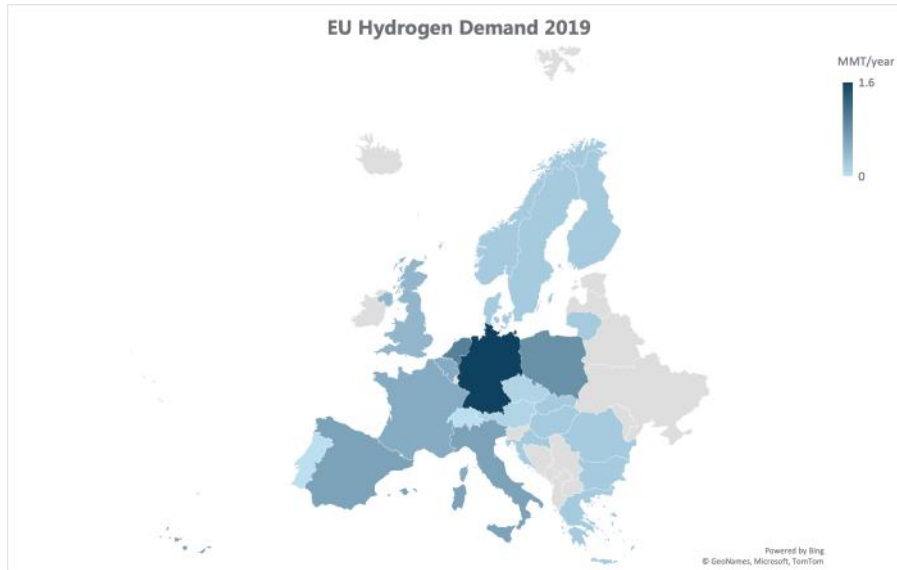 EU Hydrogen Demand 2019
MMT/year
1.6
0
Powered by Bing
© GeoNames, Microsoft, TomTom